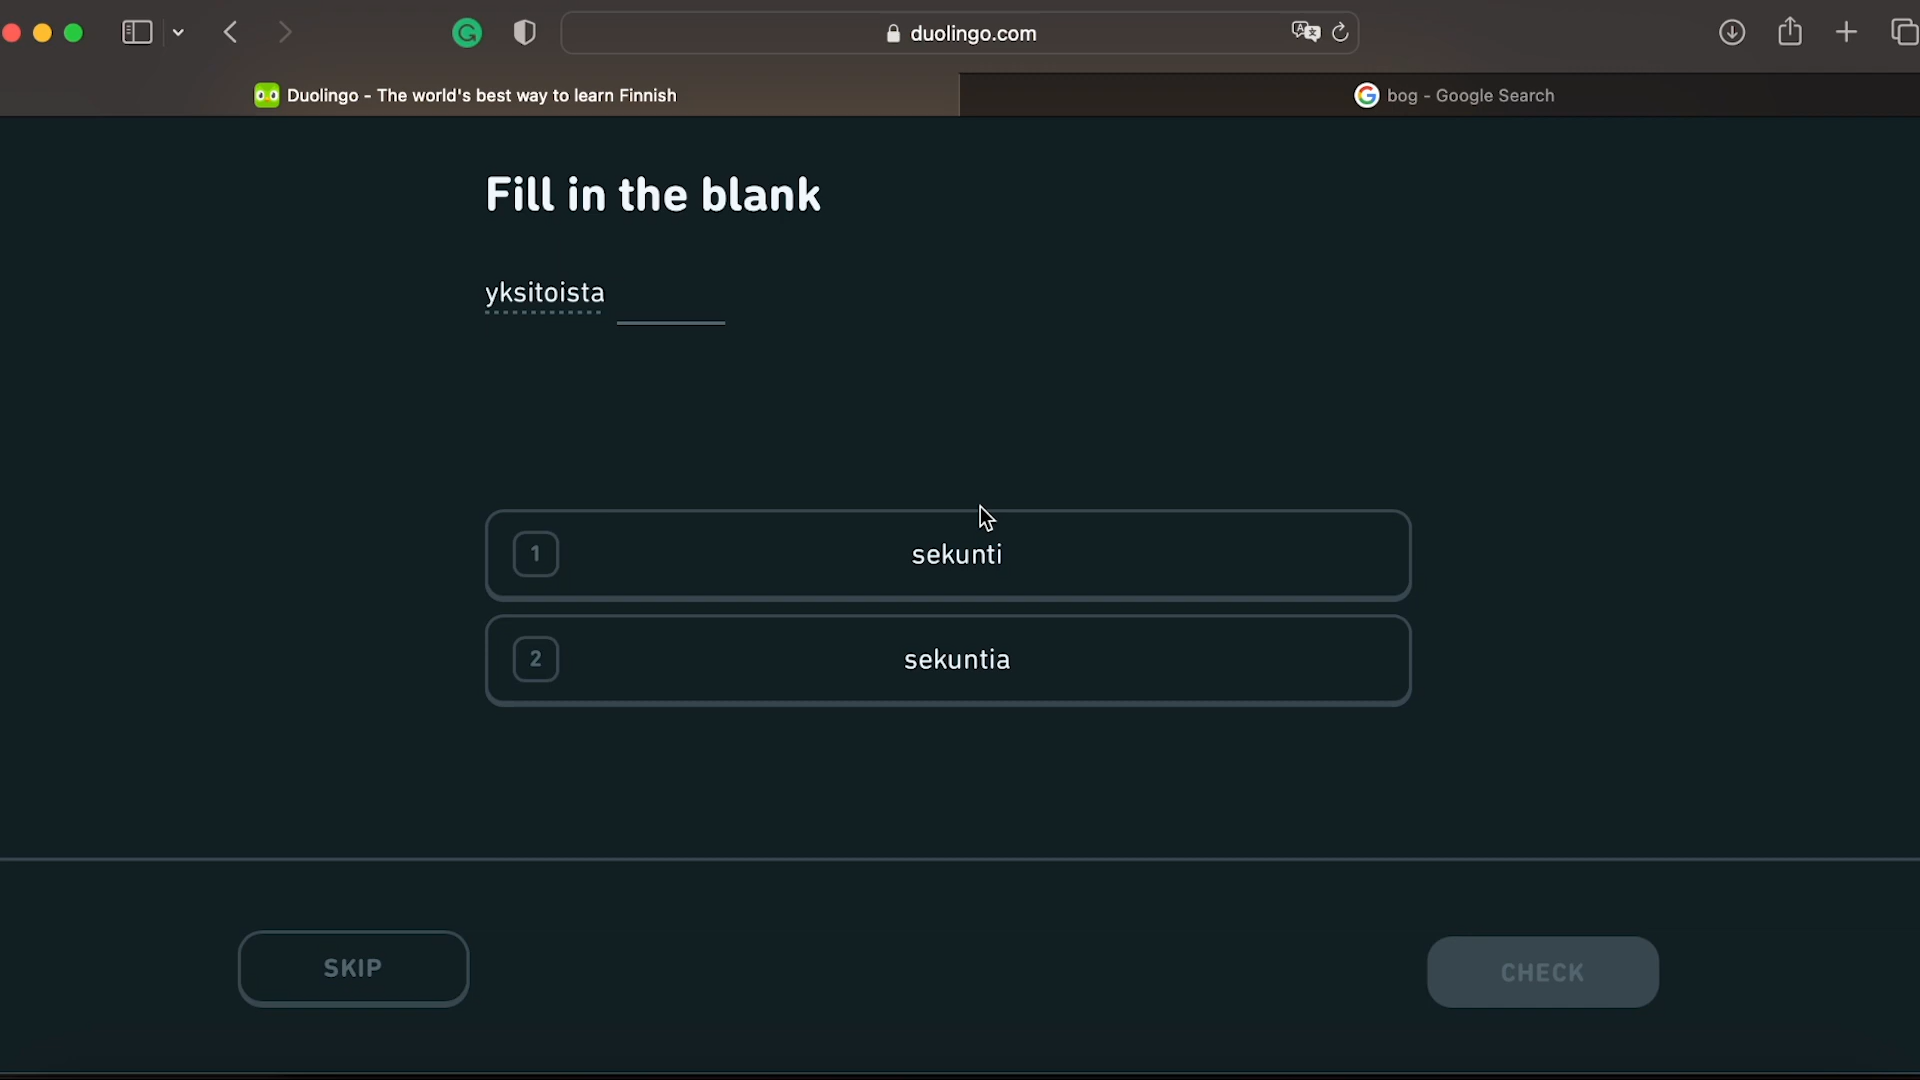 duolingo.com
Duolingo - The world's best way to learn Finnish
bog - Google Search
Fill in the blank
yksitoista
1 sekunti
2 sekuntia
SKIP
CHECK